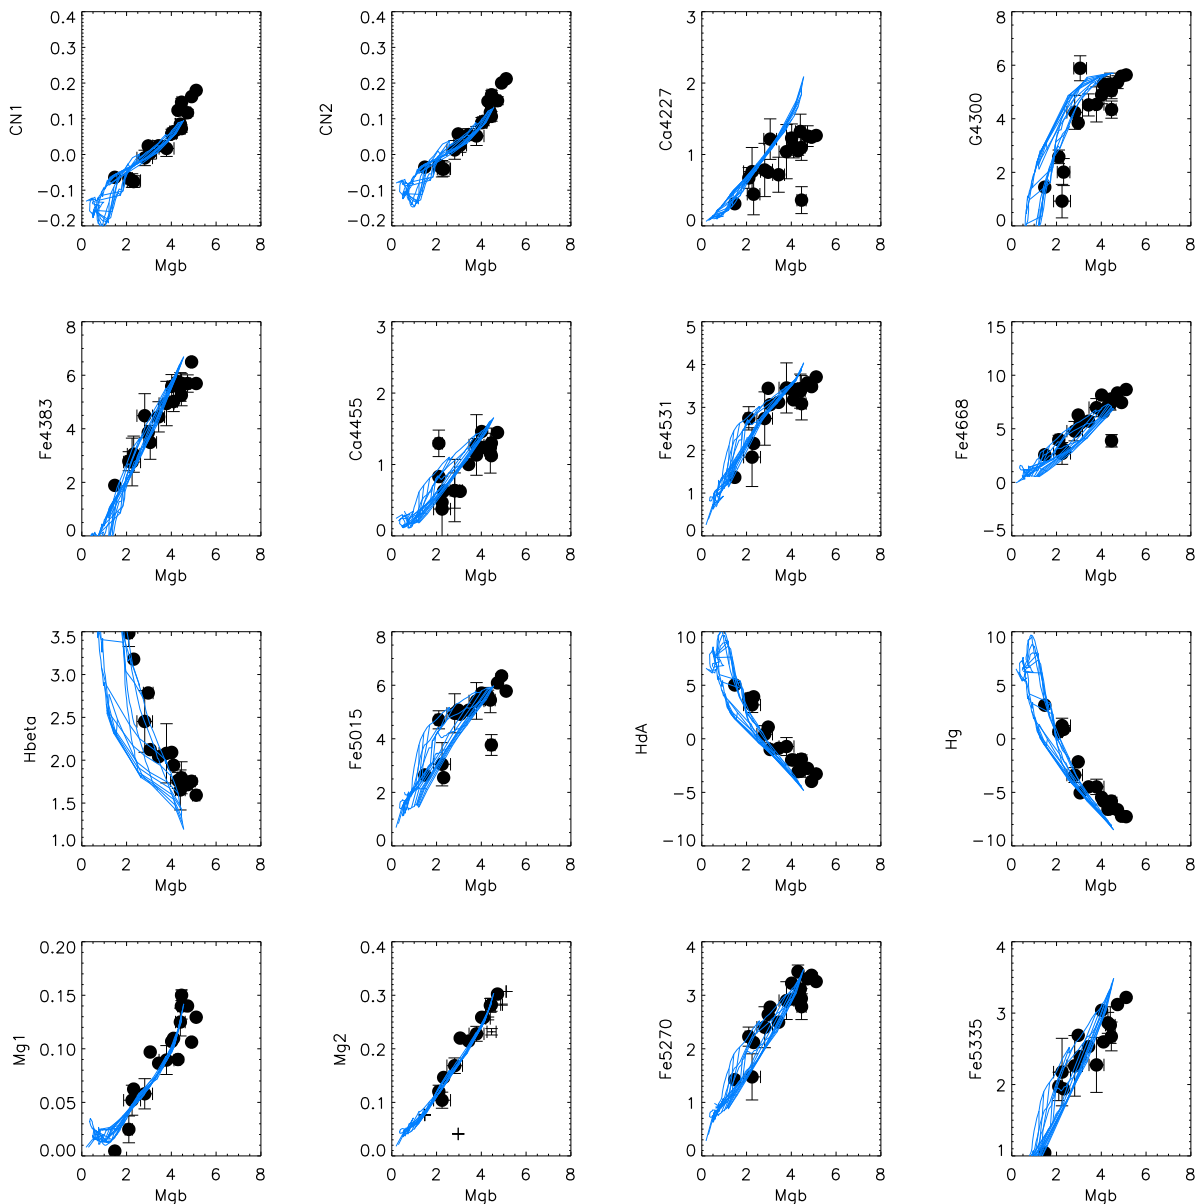 0.4 0.4 3 8
0.3 0.3 6
0.2 0.2 2
CN1 0.1 CN2 0.1 Ca4227 G4300 4
0.0 0.0 1
−0.1 −0.1 2
−0.2 −0.2 0 0
0 2 4 6 8 0 2 4 6 8 0 2 4 6 8 0 2 4 6 8
Mgb Mgb Mgb Mgb
8 3 5 15
6 4 10
Fe4383 4 Ca4455 2 Fe4531 3 Fe4668 5
2 1 2 0
1
0 0 0 −5
0 2 4 6 8 0 2 4 6 8 0 2 4 6 8 0 2 4 6 8
Mgb Mgb Mgb Mgb
3.5 8 10 10
3.0 6 5 5
Hbeta 2.5 Fe5015 4 HdA 0 Hg 0
2.0
1.5 2 −5 −5
1.0 0 −10 −10
0 2 4 6 8 0 2 4 6 8 0 2 4 6 8 0 2 4 6 8
Mgb Mgb Mgb Mgb
0.20 0.4 4 4
0.15 0.3 3 3
Mg1 0.10 Mg2 0.2 Fe5270 2 Fe5335 2
0.05 0.1 1
0.00 0.0 0 1
0 2 4 6 8 0 2 4 6 8 0 2 4 6 8 0 2 4 6 8
Mgb Mgb Mgb Mgb